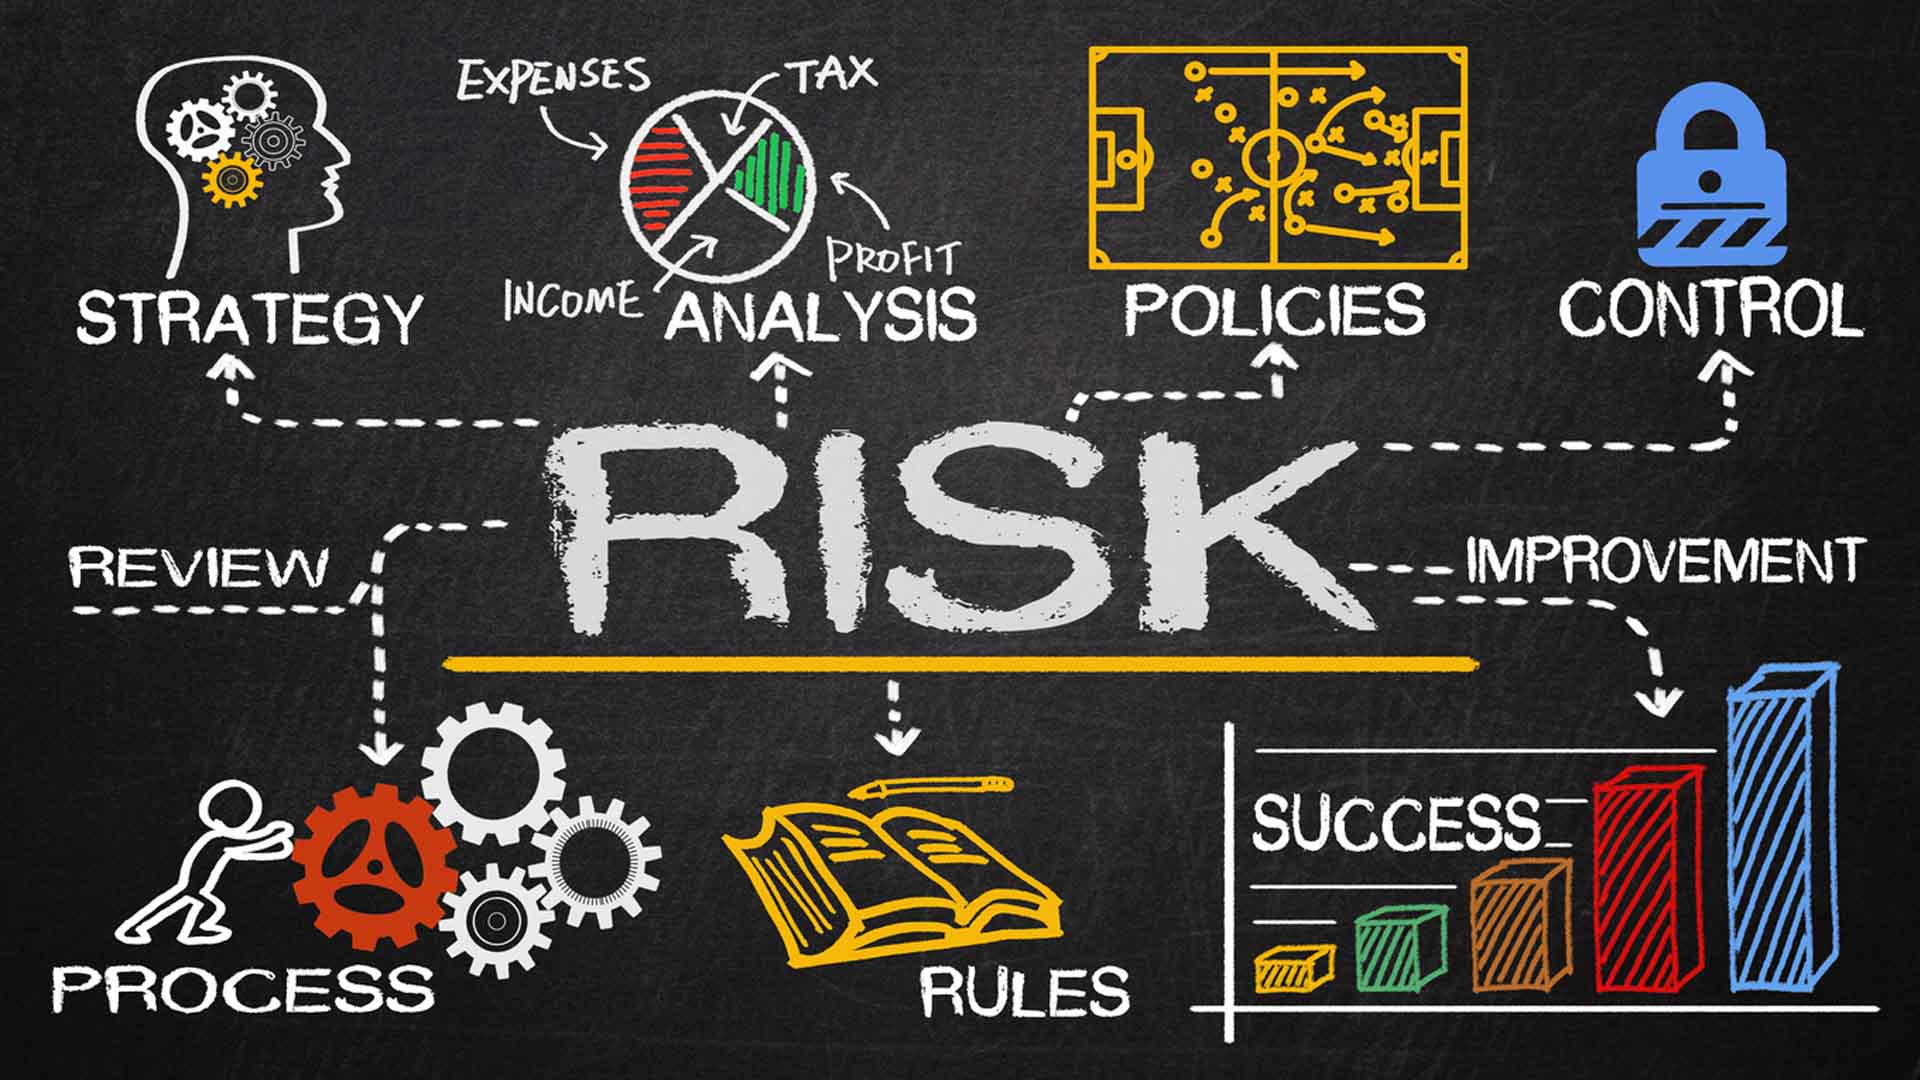 EXPENSES
TAX
PROFIT
INCOME
STRATEGY
ANALYSIS
POLICIES
CONTROL
RISK
REVIEW
IMPROVEMENT
SUCCESS
PROCESS
RULES